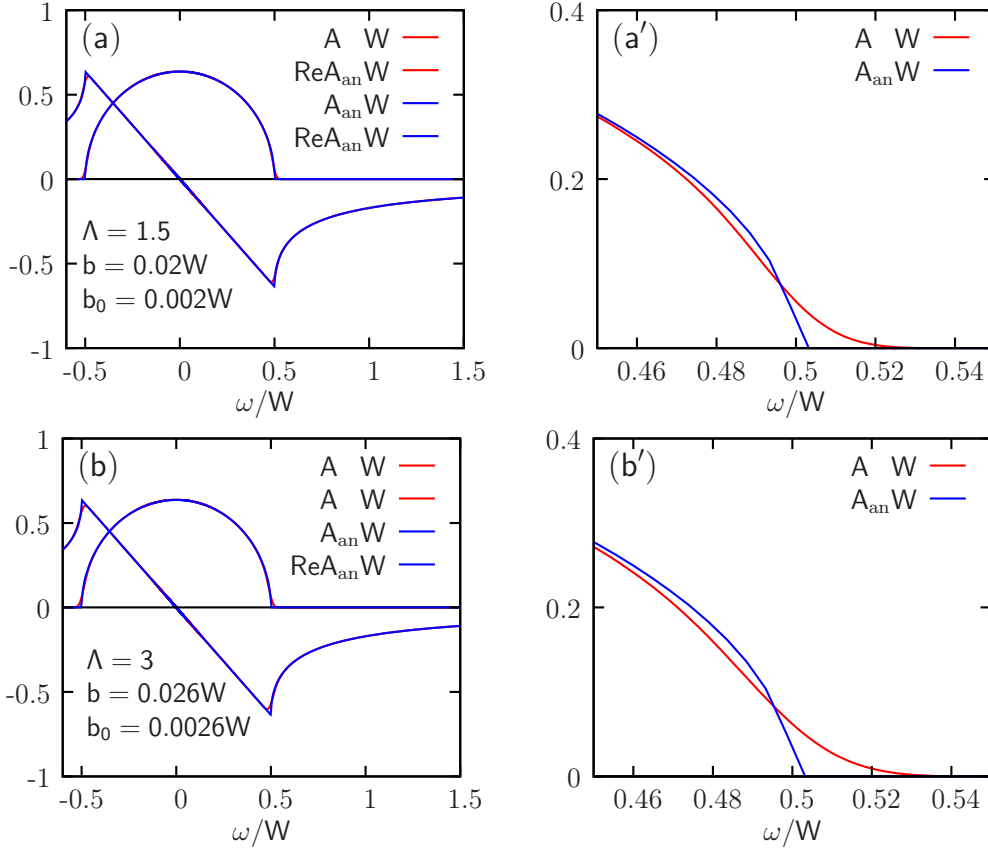 (a)
A W
ReAanW
AanW
ReAanW
Λ = 1.5
b = 0.02W
b0 = 0.002W
1
0.5
0
-0.5
-1
-0.5 0 0.5 1 1.5
ω/W
(a′)
A W
AanW
0.4
0.2
0
0.46 0.48 0.5 0.52 0.54
ω/W
(b)
A W
A W
AanW
ReAanW
Λ = 3
b = 0.026W
b0 = 0.0026W
1
0.5
0
-0.5
-1
-0.5 0 0.5 1 1.5
ω/W
(b′)
A W
AanW
0.4
0.2
0
0.46 0.48 0.5 0.52 0.54
ω/W